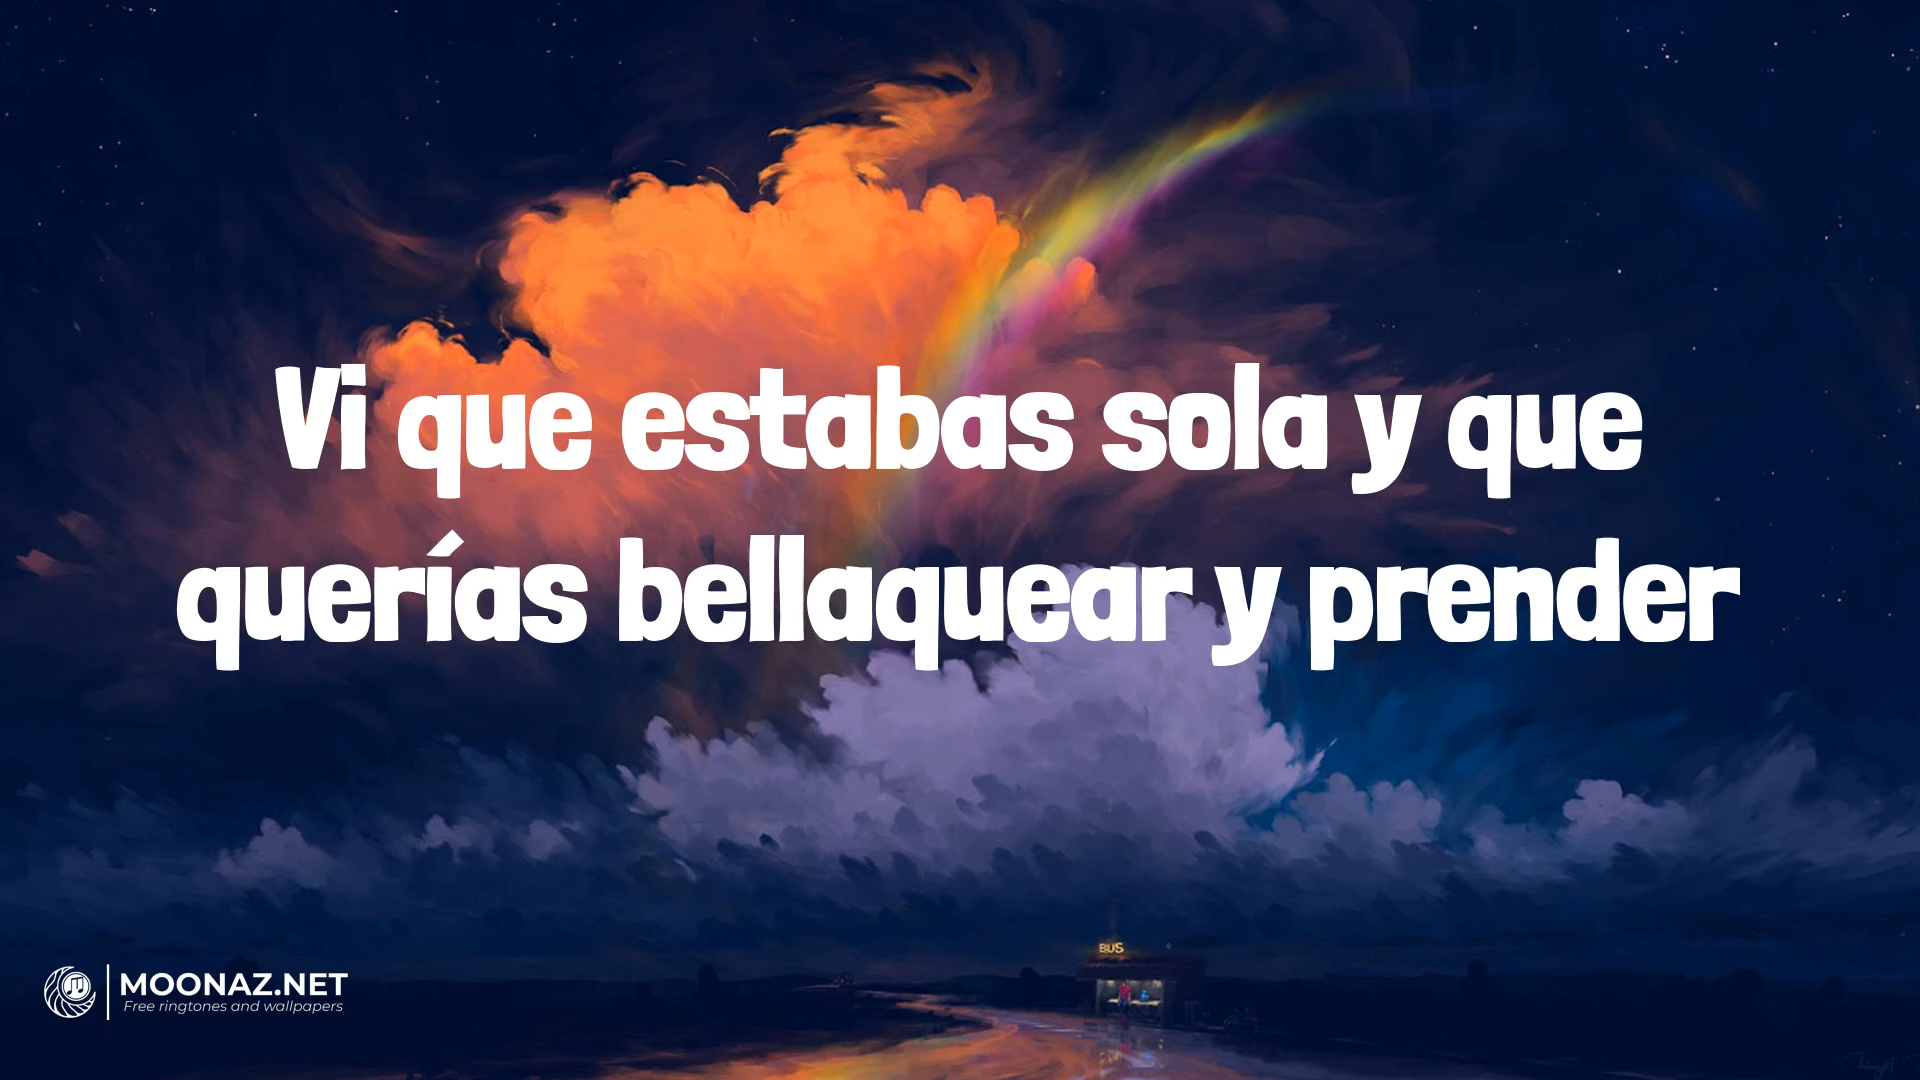 Vi que estabas sola y que
querías bellaquear y prender
BUS
MOONAZ.NET
Free ringtones and wallpapers